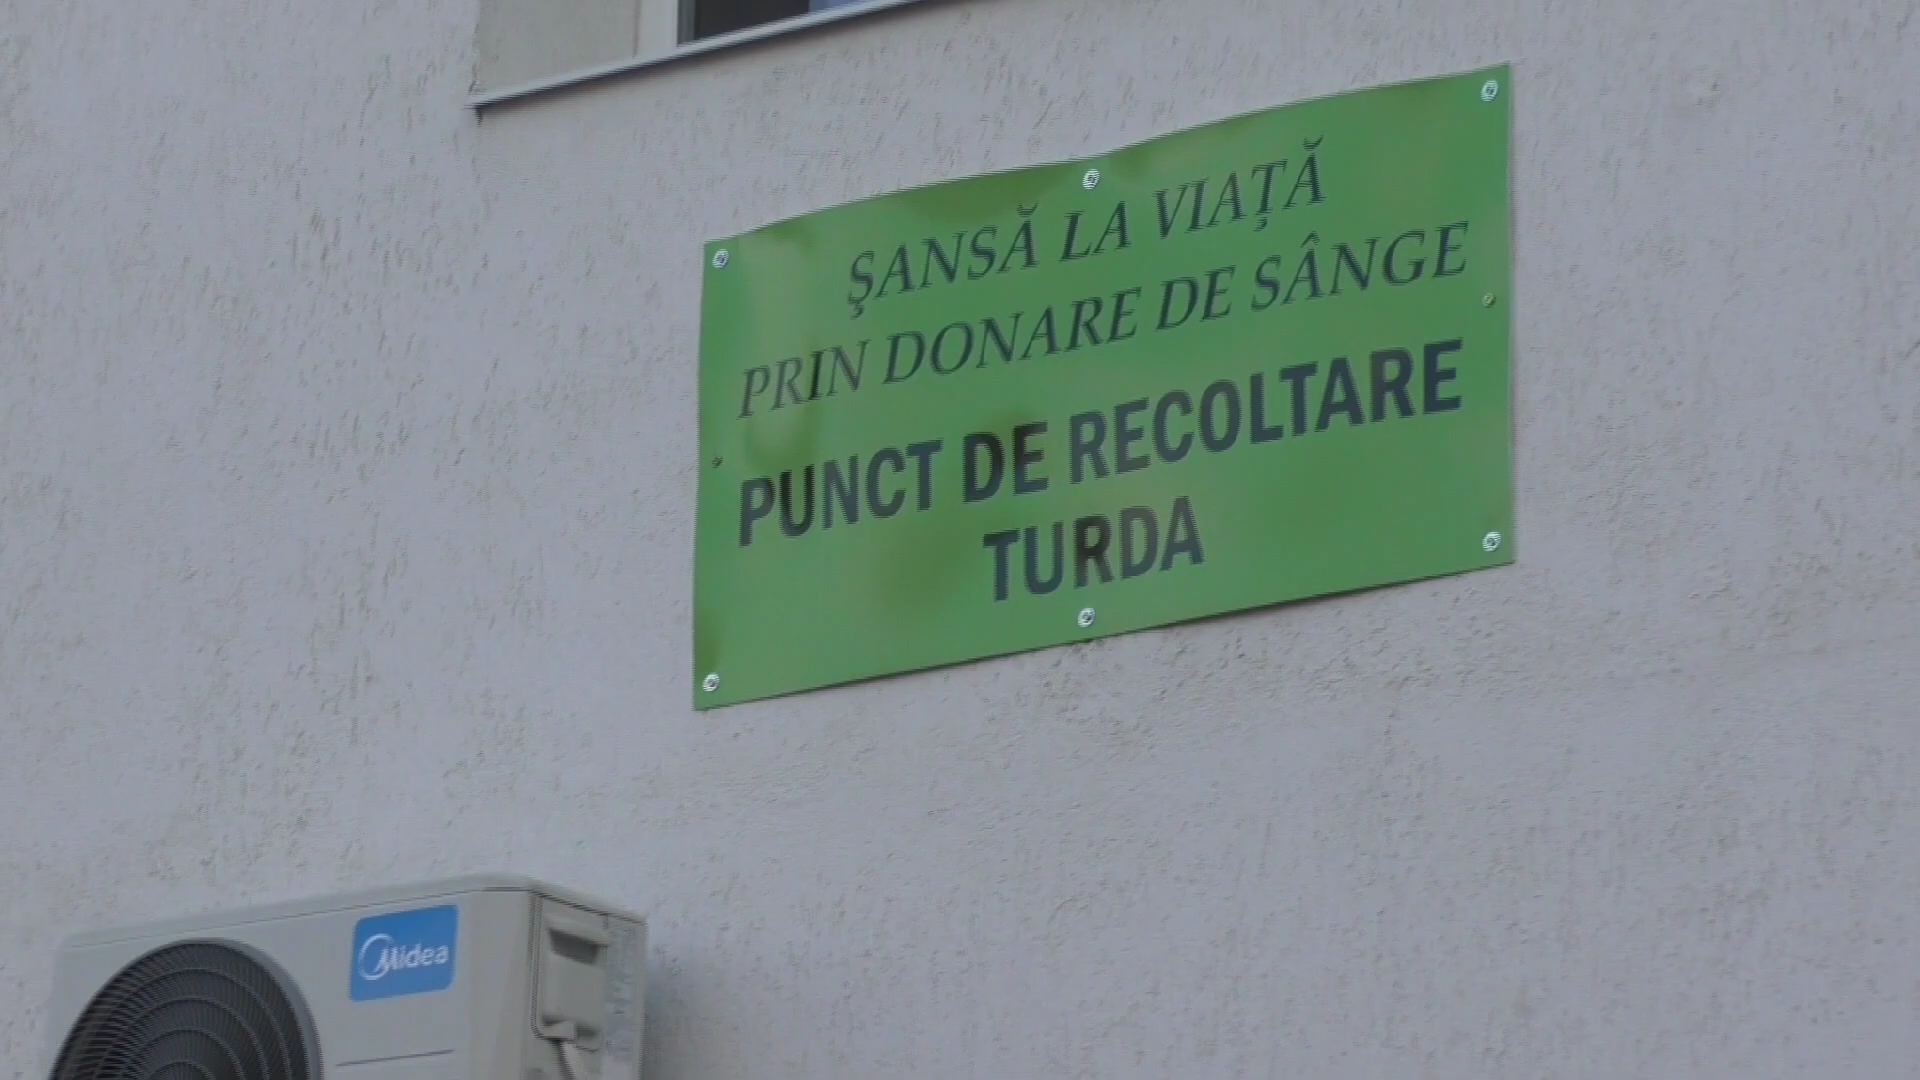 ŞANSĂ LA VIAŢĂ
PRIN DONARE DE SÂNGE
PUNCT DE RECOLTARE
TURDA
Midea